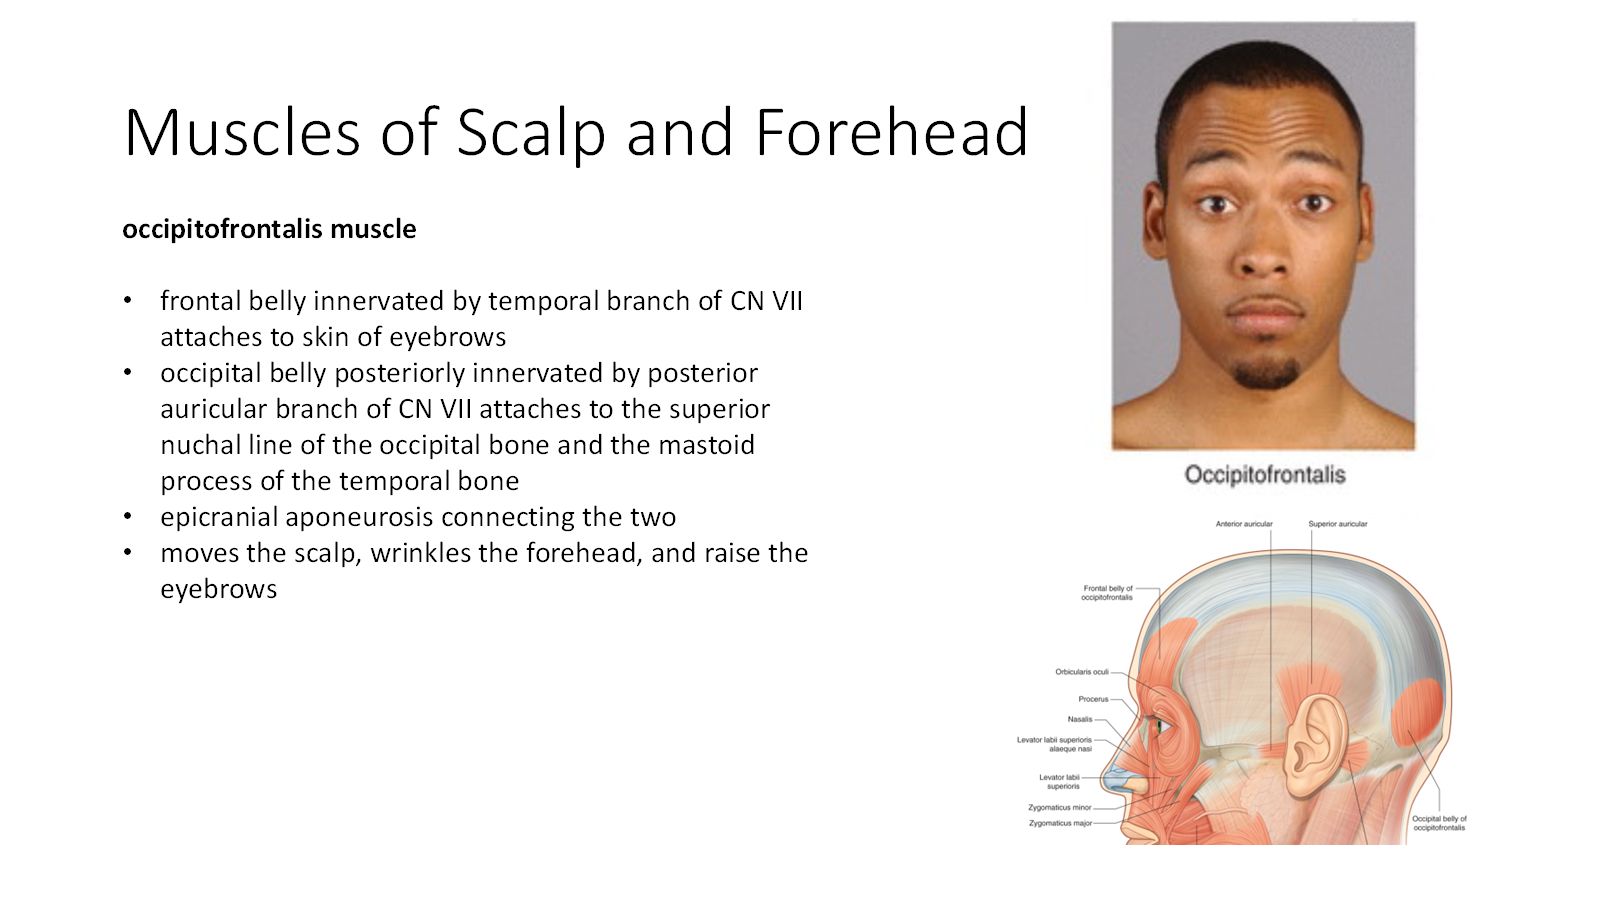 Muscles of Scalp and Forehead
occipitofrontalis muscle
• frontal belly innervated by temporal branch of CN VII
attaches to skin of eyebrows
• occipital belly posteriorly innervated by posterior
auricular branch of CN VII attaches to the superior
nuchal line of the occipital bone and the mastoid
process of the temporal bone
• epicranial aponeurosis connecting the two
• moves the scalp, wrinkles the forehead, and raise the
eyebrows
Occipitofrontalis
Anterior auricular
Superior auricular
Frontal belly of
occipitofrontalis
Orbicularis oculi
Procerus
Nasalis
Levator labii superioris
alaeque nasi
Levator labii
superioris
Zygomaticus minor
Zygomaticus major
Occipital belly of
occipitofrontalis